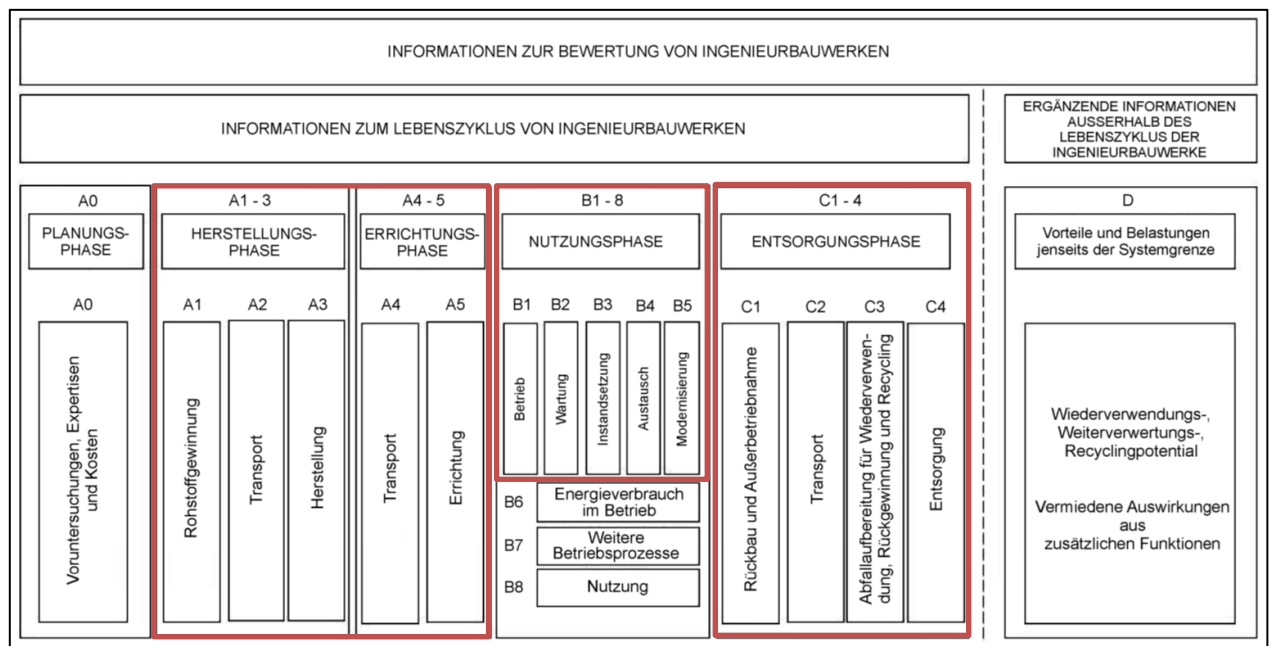 INFORMATIONEN ZUR BEWERTUNG VON INGENIEURBAUWERKEN
INFORMATIONEN ZUM LEBENSZYKLUS VON INGENIEURBAUWERKEN
ERGÄNZENDE INFORMATIONEN
AUSSERHALB DES
LEBENSZYKLUS DER
INGENIEURBAUWERKE
A0
PLANUNGS-
PHASE
A0
Voruntersuchungen, Expertisen
und Kosten
A1 - 3
HERSTELLUNGS-
PHASE
A1
Rohstoffgewinnung
A2
Transport
A3
Herstellung
A4 - 5
ERRICHTUNGS-
PHASE
A4
Transport
A5
Errichtung
B1 - 8
NUTZUNGSPHASE
B1
Betrieb
B2
Wartung
B3
Instandsetzung
B4
Austausch
B5
Modernisierung
B6
Energieverbrauch
im Betrieb
B7
Weitere
Betriebsprozesse
B8
Nutzung
C1 - 4
ENTSORGUNGSPHASE
C1
Rückbau und Außerbetriebnahme
C2
Transport
C3
Abfallaufbereitung für Wiederverwen-
dung, Rückgewinnung und Recycling
C4
Entsorgung
D
Vorteile und Belastungen
jenseits der Systemgrenze
Wiederverwendungs-,
Weiterverwertungs-,
Recyclingpotential
Vermiedene Auswirkungen
aus
zusätzlichen Funktionen